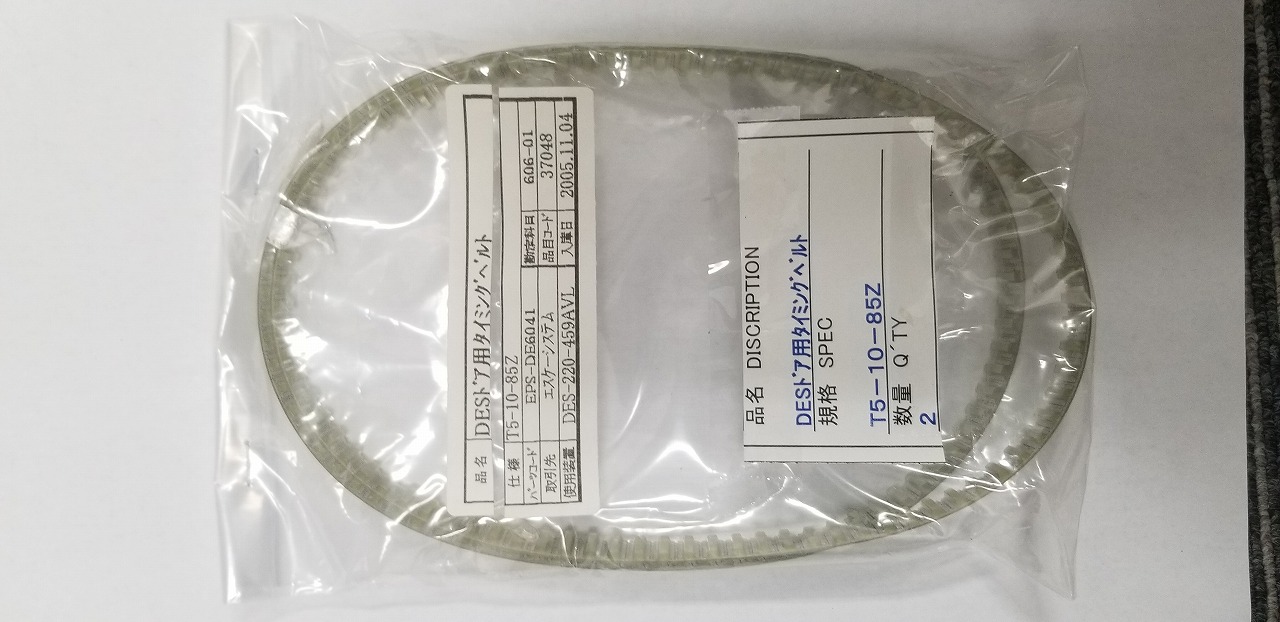 品名 DESﾄﾞｱ用ﾀｲﾐﾝｸﾞﾍﾞﾙﾄ
仕様 T5-10-85Z
ﾊﾟｰﾂｺｰﾄﾞ EPS-DE6041 勘定科目 606-01
取引先 ｴｽｹｰｼｰｼｽﾃﾑ 品目ｺｰﾄﾞ 37048
使用装置 DES-220-459AVL 入庫日 2005.11.04
品名 DISCRIPTION
DESﾄﾞｱ用ﾀｲﾐﾝｸﾞﾍﾞﾙﾄ
規格 SPEC
T5-10-85Z
数量 Q´TY
2